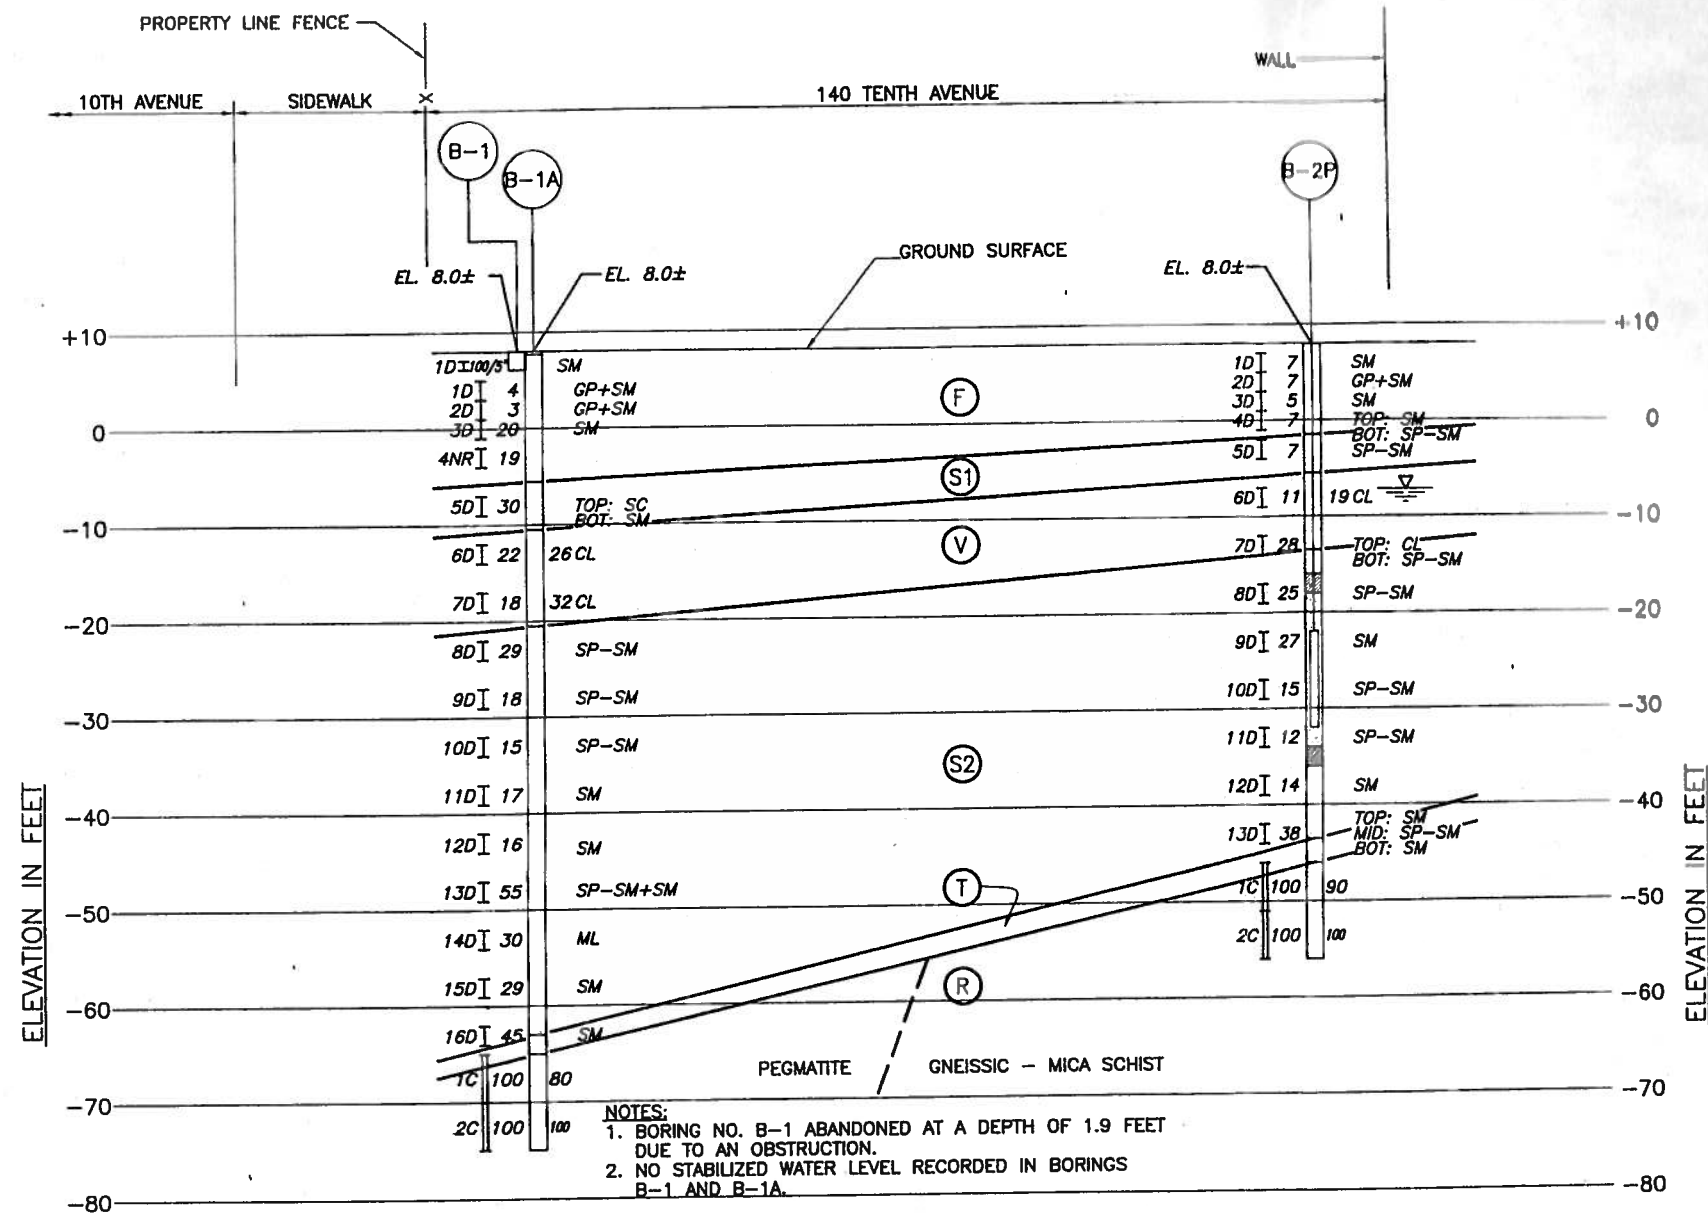 PROPERTY LINE FENCE
WALL
10TH AVENUE
SIDEWALK
X
140 TENTH AVENUE
B-1
B-1A
B-2P
GROUND SURFACE
EL. 8.0±
EL. 8.0±
EL. 8.0±
+10
+10
1D 100/5" SM
1D 7 SM
1D 4 GP+SM
2D 7 GP+SM
2D 3 GP+SM
F
3D 5 SM
0
3D 20 SM
4D 7 TOP: SM
BOT: SP-SM
0
4NR 19
S1
5D 7 SP-SM
5D 30 TOP: SC
BOT: SM
6D 11 19 CL
-10
-10
6D 22 26 CL
V
7D 28 TOP: CL
BOT: SP-SM
7D 18 32 CL
8D 25 SP-SM
-20
-20
8D 29 SP-SM
9D 27 SM
9D 18 SP-SM
10D 15 SP-SM
-30
-30
10D 15 SP-SM
S2
11D 12 SP-SM
11D 17 SM
12D 14 SM
-40
-40
12D 16 SM
13D 38 TOP: SM
MID: SP-SM
BOT: SM
13D 55 SP-SM+SM
T
1C 100 90
-50
-50
14D 30 ML
2C 100 100
15D 29 SM
R
-60
-60
16D 45 SM
PEGMATITE
GNEISSIC - MICA SCHIST
1C 100 80
-70
-70
2C 100 100
NOTES:
1. BORING NO. B-1 ABANDONED AT A DEPTH OF 1.9 FEET
DUE TO AN OBSTRUCTION.
2. NO STABILIZED WATER LEVEL RECORDED IN BORINGS
B-1 AND B-1A.
-80
-80
ELEVATION IN FEET
ELEVATION IN FEET